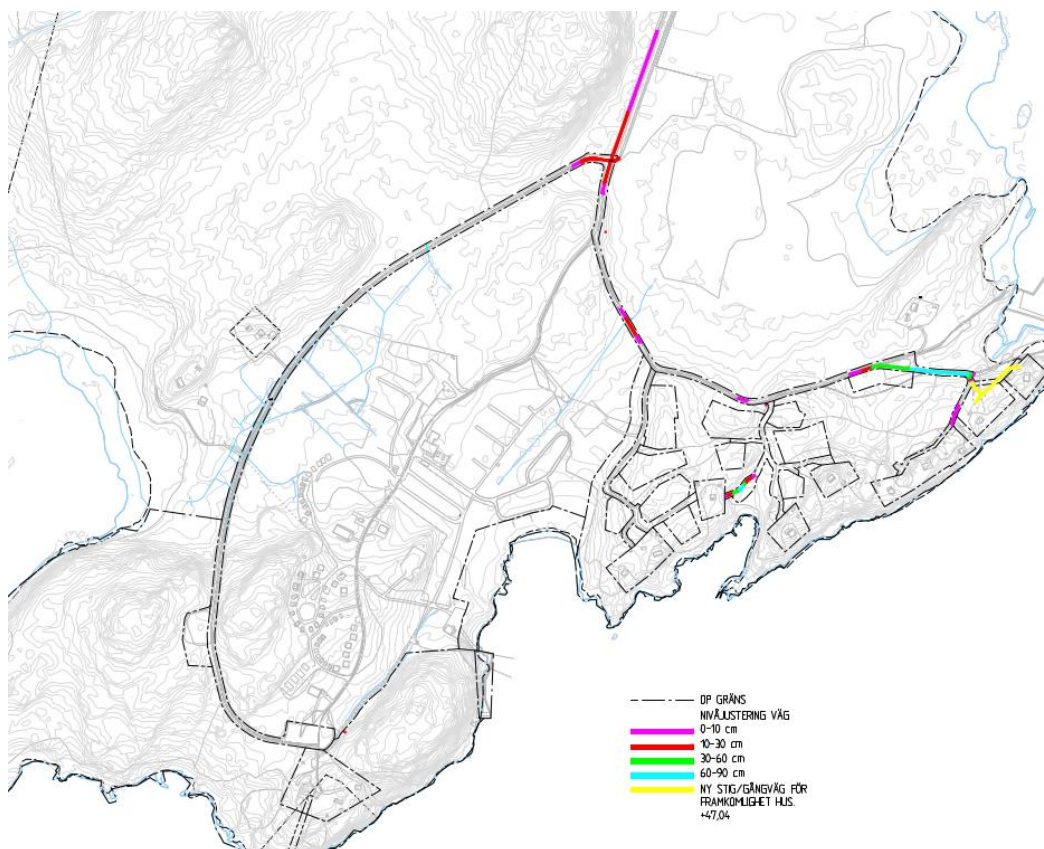 DP GRÄNS
NIVÅJUSTERING VÄG
0-10 cm
10-30 cm
30-60 cm
60-90 cm
NY STIG/GÅNGVÄG FÖR
FRAMKOMLIGHET HUS.
+47,04